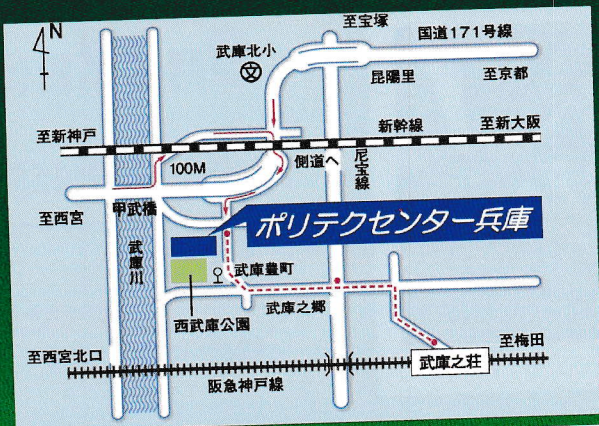 N
至宝塚
国道171号線
武庫北小
文
昆陽里
至京都
至新神戸
新幹線
至新大阪
100M
側道へ
尼宝線
至西宮
甲武橋
ポリテクセンター兵庫
武庫川
武庫豊町
武庫之郷
西武庫公園
至西宮北口
至梅田
武庫之荘
阪急神戸線